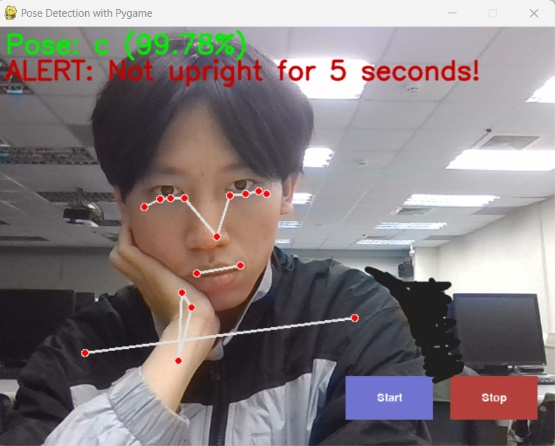 Pose Detection with Pygame
Pose: c (99.78%)
ALERT: Not upright for 5 seconds!
Start
Stop